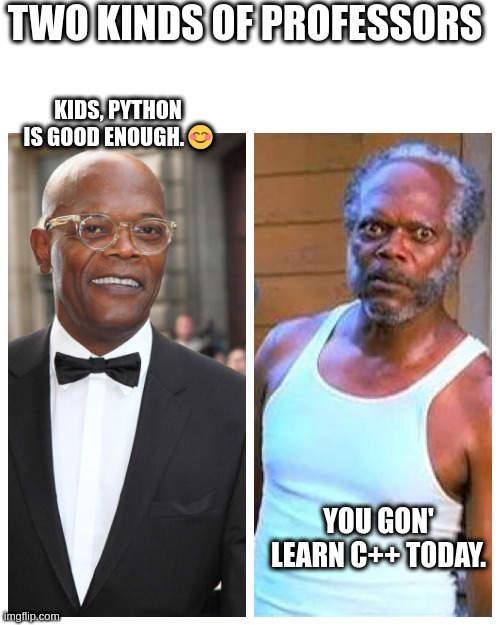 TWO KINDS OF PROFESSORS
KIDS, PYTHON
IS GOOD ENOUGH. 😊
YOU GON'
LEARN C++ TODAY.
imgflip.com